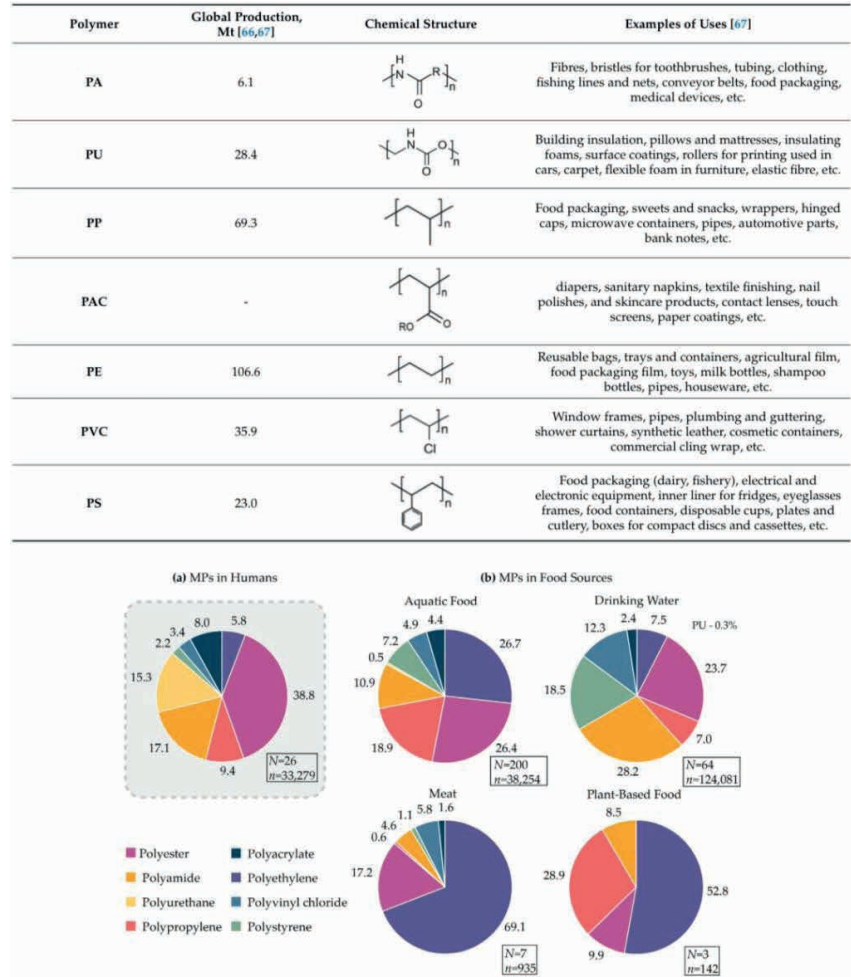 Polymer
Global Production,
Mt [66,67]
Chemical Structure
Examples of Uses [67]
PA
6.1
H
N
R
n
O
Fibres, bristles for toothbrushes, tubing, clothing,
fishing lines and nets, conveyor belts, food packaging,
medical devices, etc.
PU
28.4
H
N
O
n
O
Building insulation, pillows and mattresses, insulating
foams, surface coatings, rollers for printing used in
cars, carpet, flexible foam in furniture, elastic fibre, etc.
PP
69.3
n
Food packaging, sweets and snacks, wrappers, hinged
caps, microwave containers, pipes, automotive parts,
bank notes, etc.
PAC
-
n
RO
O
diapers, sanitary napkins, textile finishing, nail
polishes, and skincare products, contact lenses, touch
screens, paper coatings, etc.
PE
106.6
n
Reusable bags, trays and containers, agricultural film,
food packaging film, toys, milk bottles, shampoo
bottles, pipes, houseware, etc.
PVC
35.9
n
Cl
Window frames, pipes, plumbing and guttering,
shower curtains, synthetic leather, cosmetic containers,
commercial cling wrap, etc.
PS
23.0
n
Food packaging (dairy, fishery), electrical and
electronic equipment, inner liner for fridges, eyeglasses
frames, food containers, disposable cups, plates and
cutlery, boxes for compact discs and cassettes, etc.
(a) MPs in Humans
8.0
5.8
3.4
2.2
15.3
38.8
17.1
9.4
N=26
n=33,279
(b) MPs in Food Sources
Aquatic Food
4.4
4.9
7.2
26.7
0.5
10.9
18.9
26.4
N=200
n=38,254
Drinking Water
2.4
7.5
PU - 0.3%
12.3
23.7
18.5
7.0
28.2
N=64
n=124,081
Meat
1.6
5.8
1.1
4.6
0.6
17.2
69.1
N=7
n=935
Plant-Based Food
8.5
28.9
52.8
9.9
N=3
n=142
Polyester
Polyacrylate
Polyamide
Polyethylene
Polyurethane
Polyvinyl chloride
Polypropylene
Polystyrene